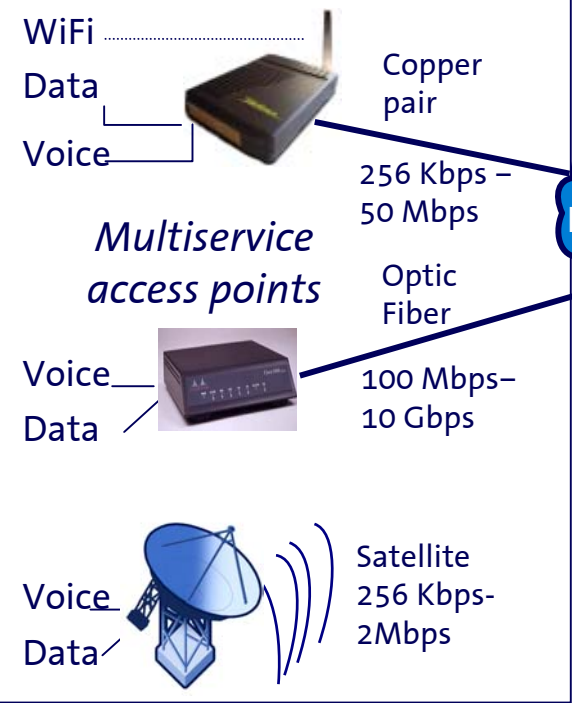 WiFi
Data
Voice
Copper
pair
256 Kbps –
50 Mbps
Multiservice
access points
Optic
Fiber
100 Mbps–
10 Gbps
Voice
Data
Satellite
256 Kbps-
2Mbps
Voice
Data